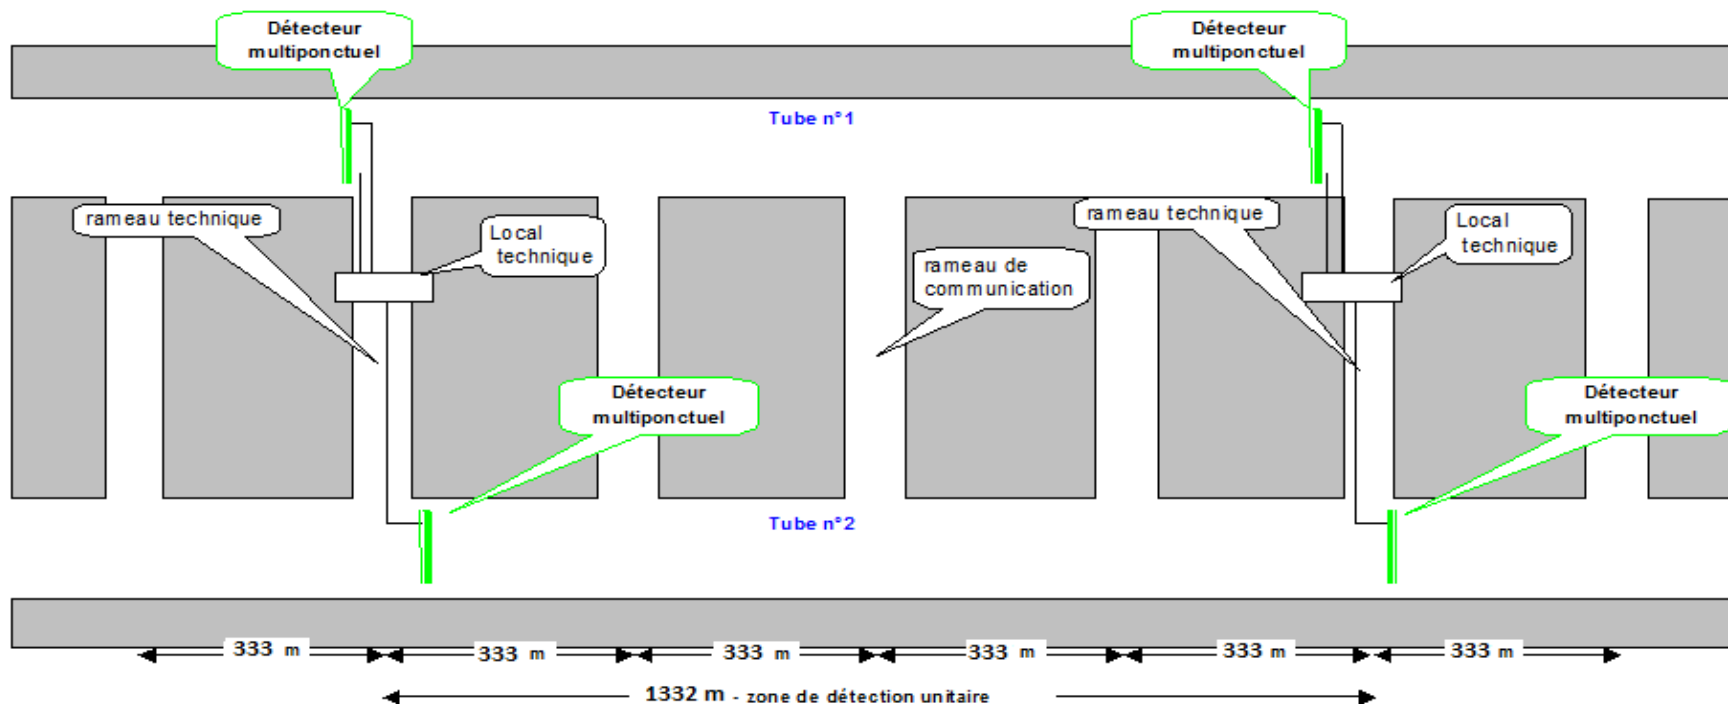 Détecteur
multiponctuel
Détecteur
multiponctuel
Tube n°1
rameau technique
Local
technique
rameau de
communication
rameau technique
Local
technique
Détecteur
multiponctuel
Détecteur
multiponctuel
Tube n°2
333 m
333 m
333 m
333 m
333 m
333 m
1332 m - zone de détection unitaire